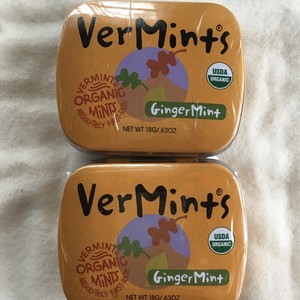 VerMints®
VERMINTS
ORGANIC
MINTS
USDA
ORGANIC
GingerMint
NET WT 18G/.63OZ
VerMints®
VERMINTS
ORGANIC
MINTS
USDA
ORGANIC
GingerMint
NET WT 18G/.63OZ